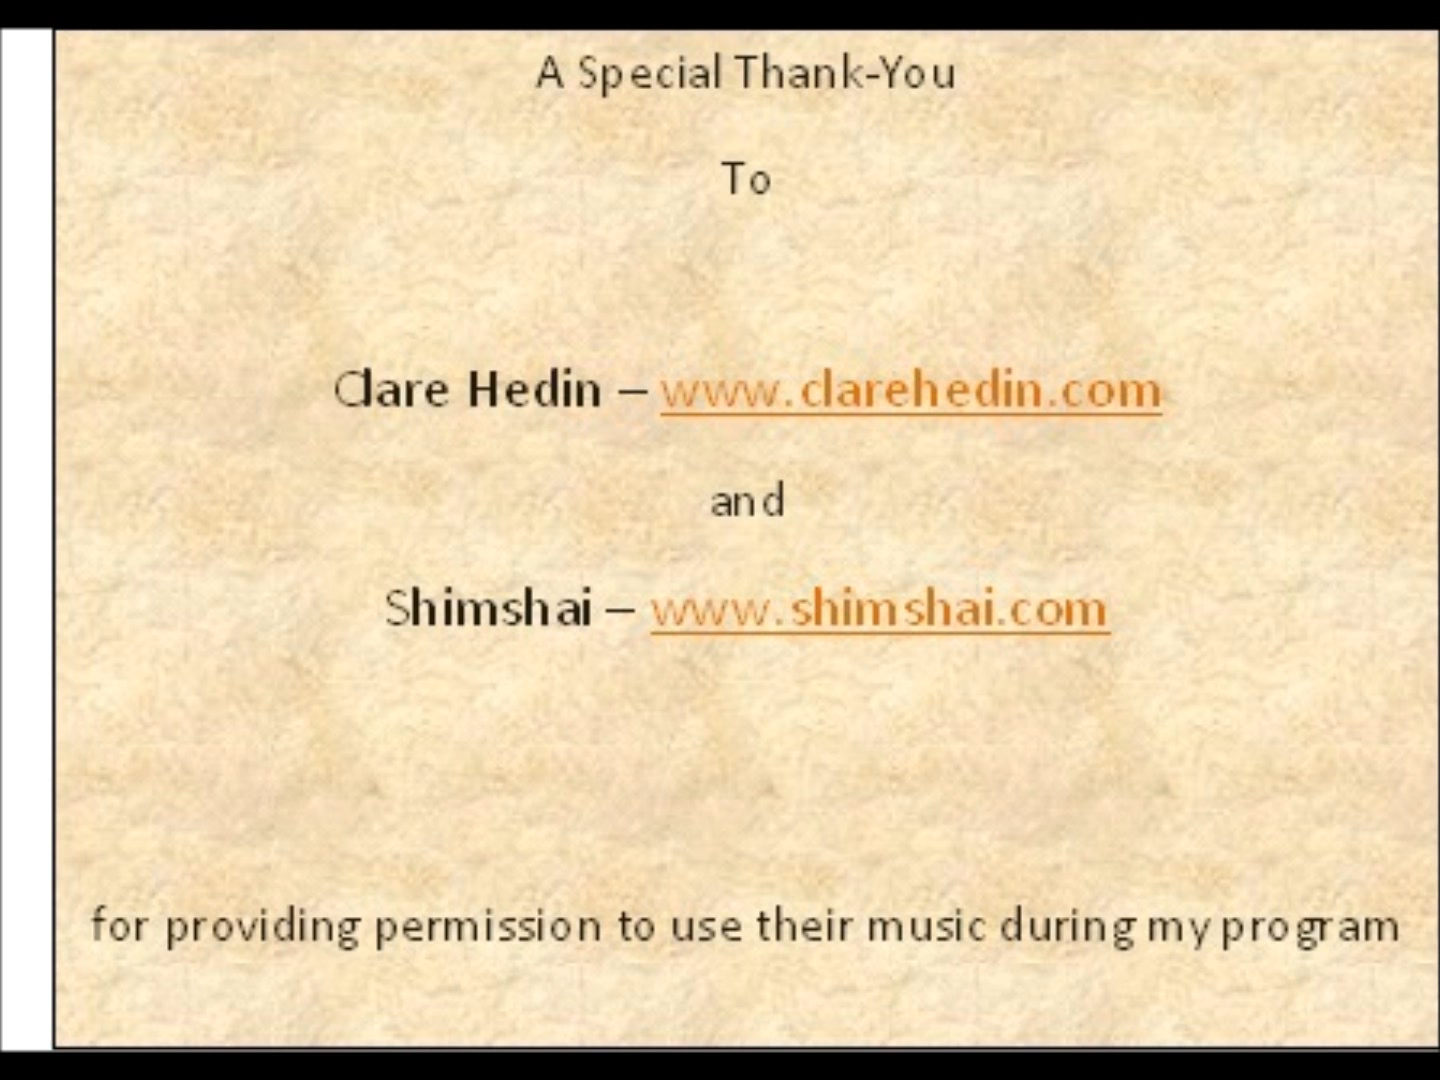 A Special Thank-You
To
Clare Hedin – www.clarehedin.com
and
Shimshai – www.shimshai.com
for providing permission to use their music during my program